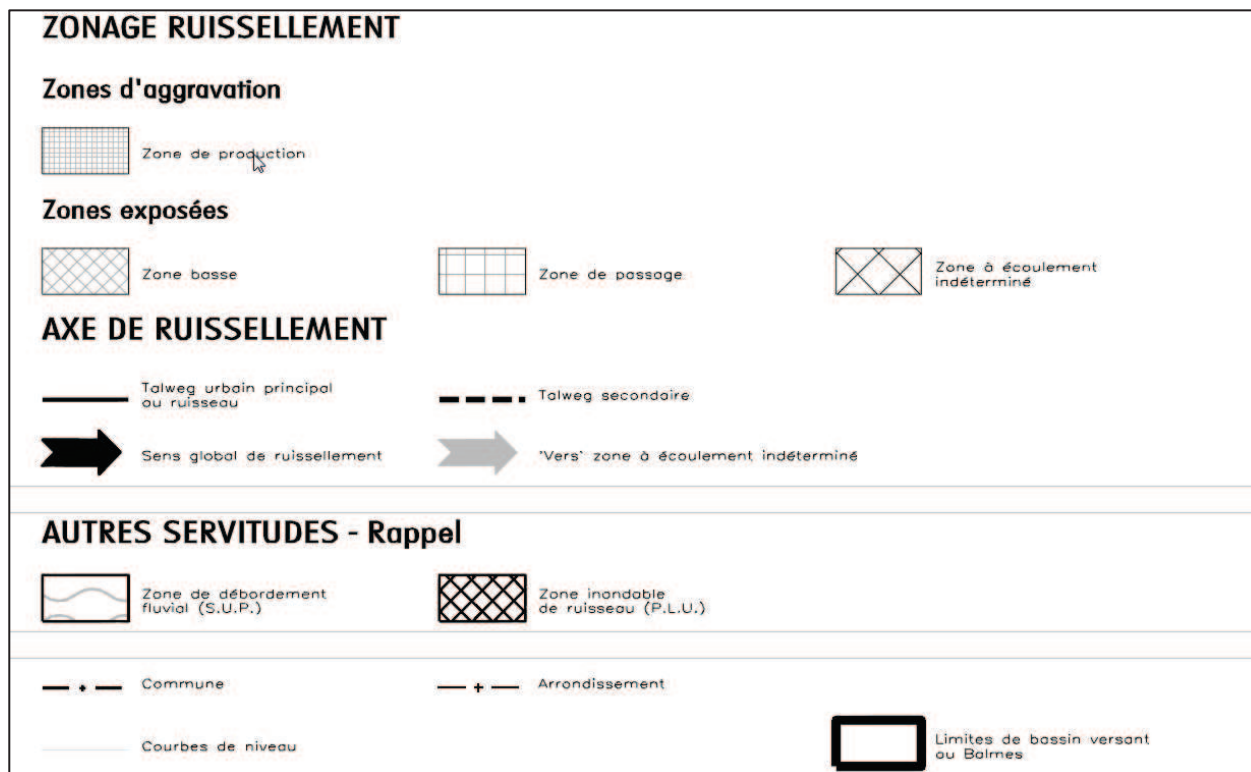 ZONAGE RUISSELLEMENT
Zones d'aggravation
Zone de production
Zones exposées
Zone basse
Zone de passage
Zone à écoulement
indéterminé
AXE DE RUISSELLEMENT
Talweg urbain principal
ou ruisseau
Talweg secondaire
Sens global de ruissellement
"Vers" zone à écoulement indéterminé
AUTRES SERVITUDES - Rappel
Zone de débordement
fluvial (S.U.P.)
Zone inondable
de ruisseau (P.L.U.)
Commune
Arrondissement
Courbes de niveau
Limites de bassin versant
ou Balmes